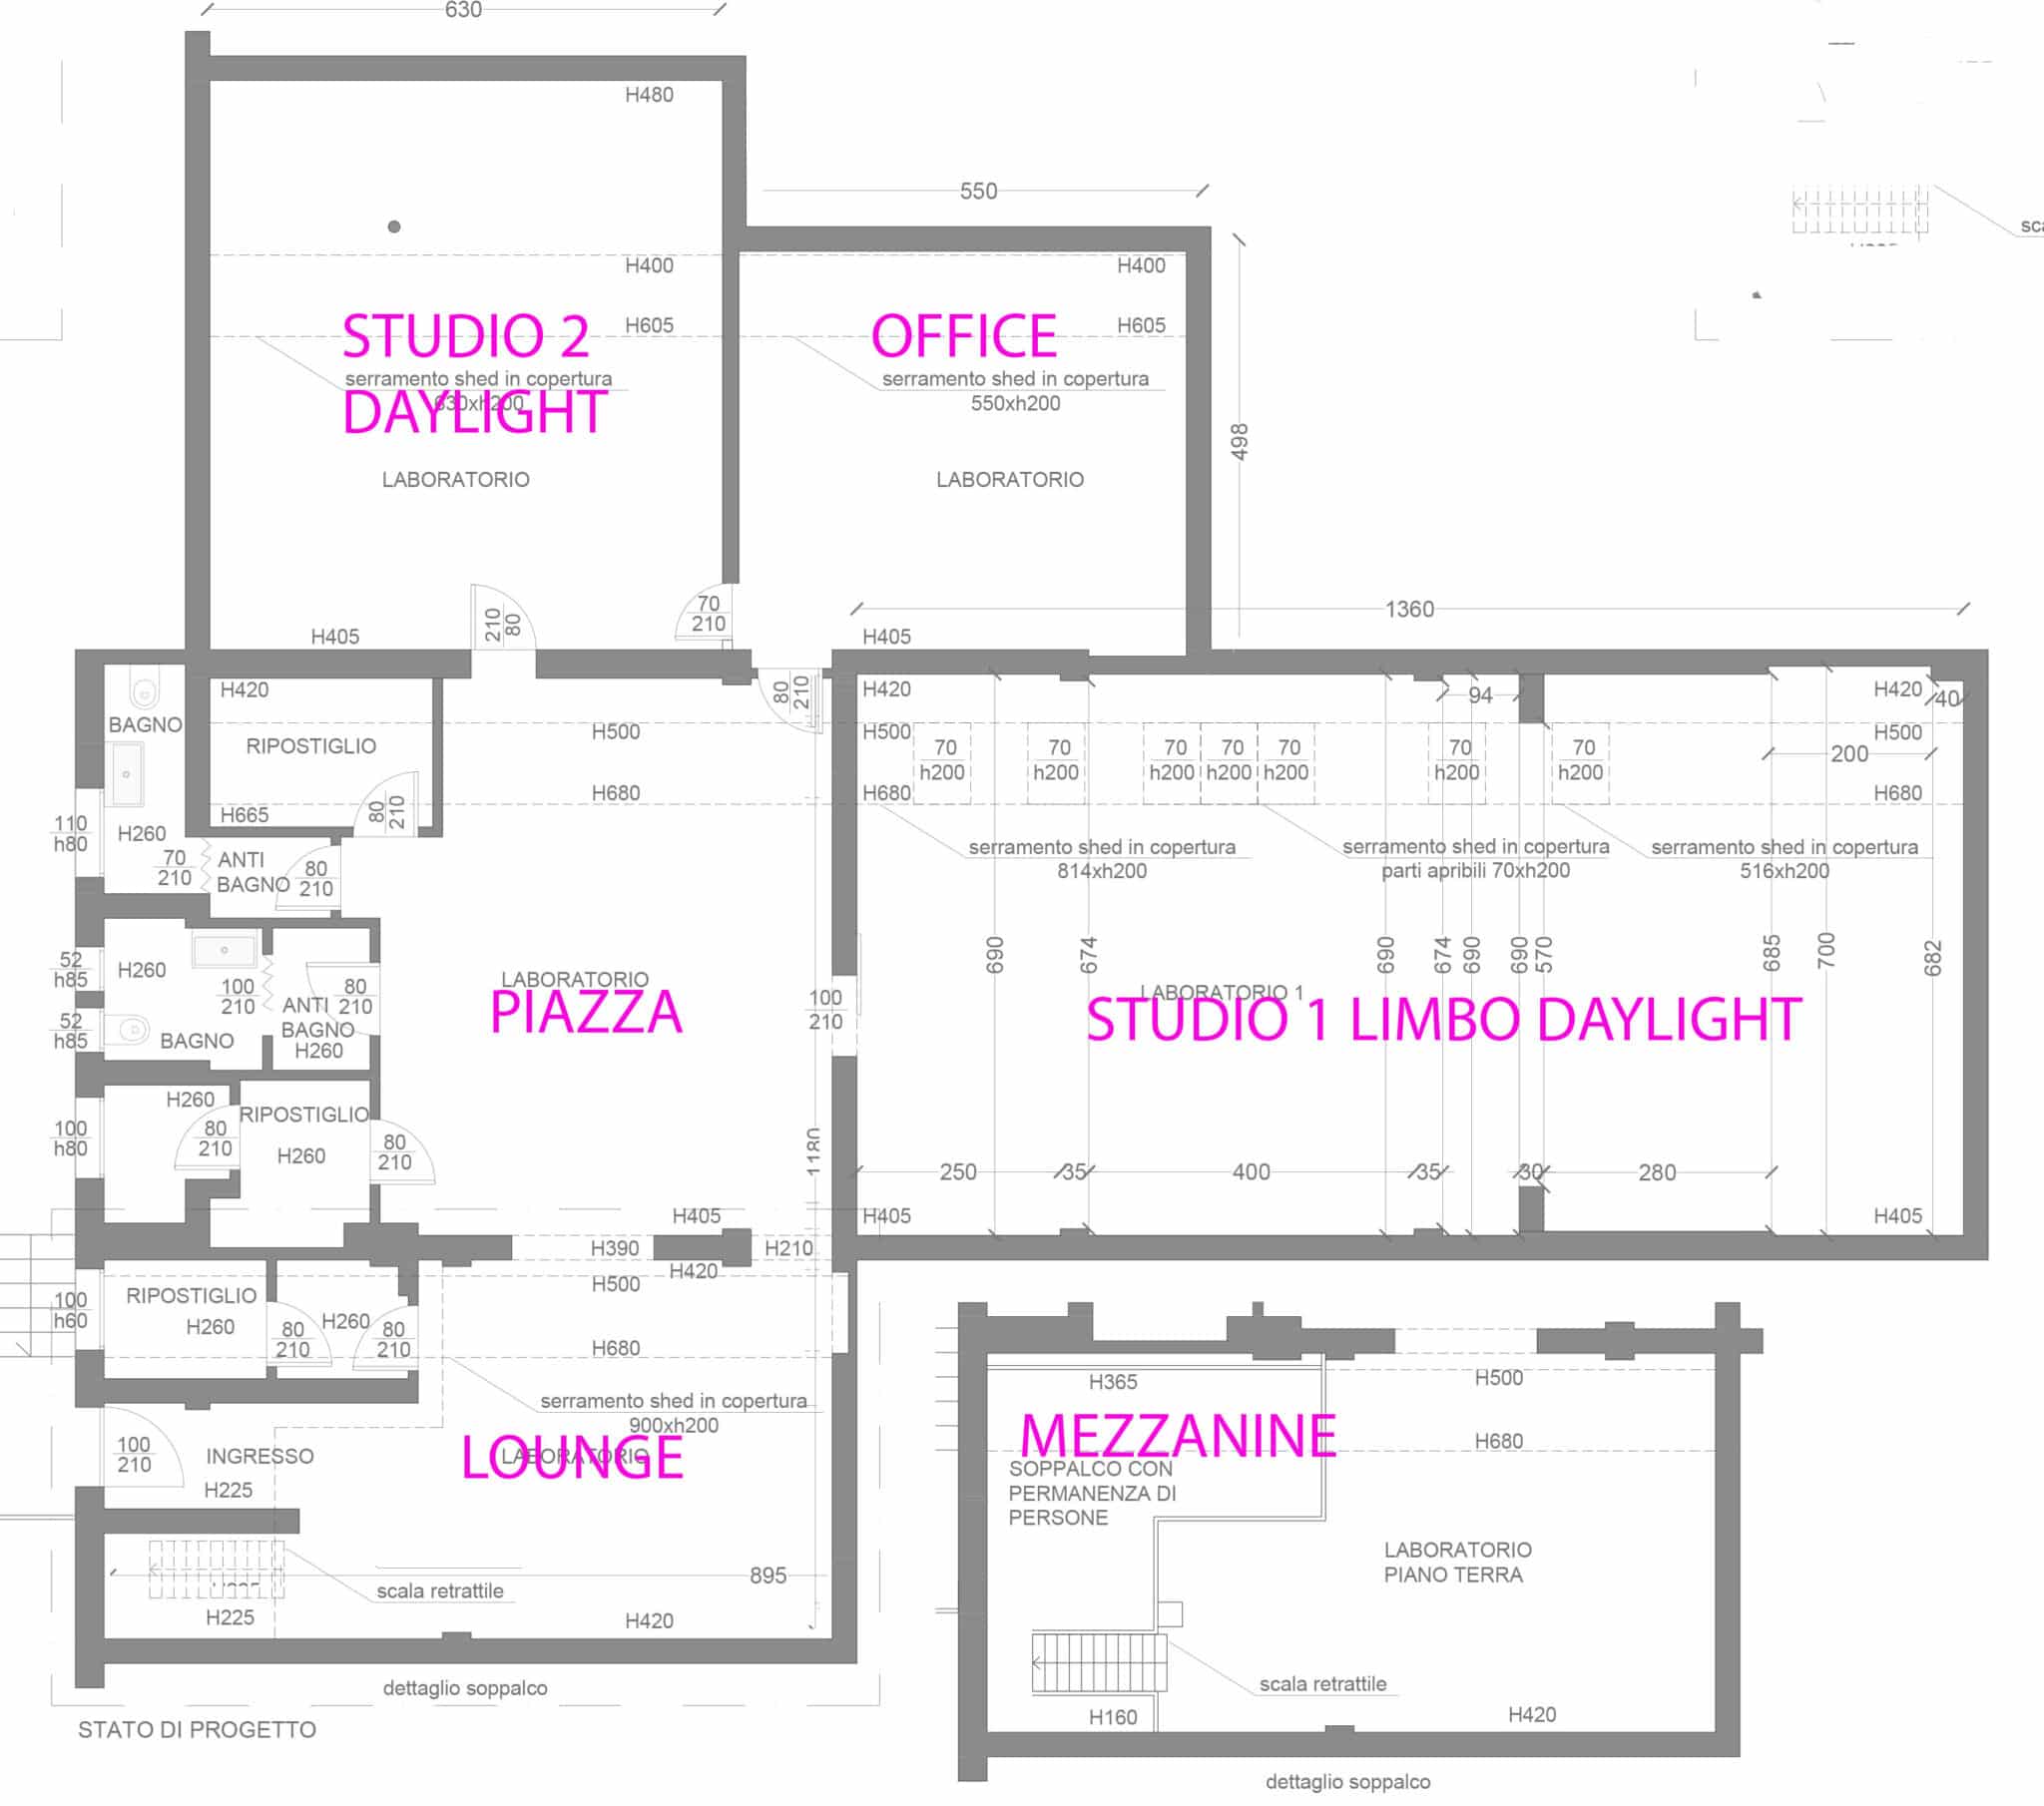 630
H480
550
sca
H400
H400
H605
H605
STUDIO 2
OFFICE
serramento shed in copertura
630xh200
serramento shed in copertura
550xh200
DAYLIGHT
498
LABORATORIO
LABORATORIO
210
80
70
210
1360
H405
H405
H420
80
210
H420
94
H420
40
BAGNO
RIPOSTIGLIO
H500
H500
H500
70
h200
70
h200
70
h200
70
h200
70
h200
70
h200
70
h200
200
H680
H680
H680
H665
80
210
110
h80
H260
70
210
ANTI
BAGNO
80
210
serramento shed in copertura
814xh200
serramento shed in copertura
parti apribili 70xh200
serramento shed in copertura
516xh200
690
674
690
674
690
690
570
685
700
682
52
h85
H260
100
210
80
210
ANTI
BAGNO
H260
52
h85
BAGNO
LABORATORIO
PIAZZA
100
210
LABORATORIO 1
STUDIO 1 LIMBO DAYLIGHT
H260
RIPOSTIGLIO
100
h80
80
210
H260
80
210
1180
250
35
400
35
30
280
H405
H405
H405
H390
H210
H420
H500
RIPOSTIGLIO
H260
100
h60
80
210
H260
80
210
H680
serramento shed in copertura
900xh200
100
210
INGRESSO
H225
LABORATORIO
LOUNGE
895
scala retrattile
H225
H420
dettaglio soppalco
STATO DI PROGETTO
H365
H500
MEZZANINE
H680
SOPPALCO CON
PERMANENZA DI
PERSONE
LABORATORIO
PIANO TERRA
scala retrattile
H160
H420
dettaglio soppalco